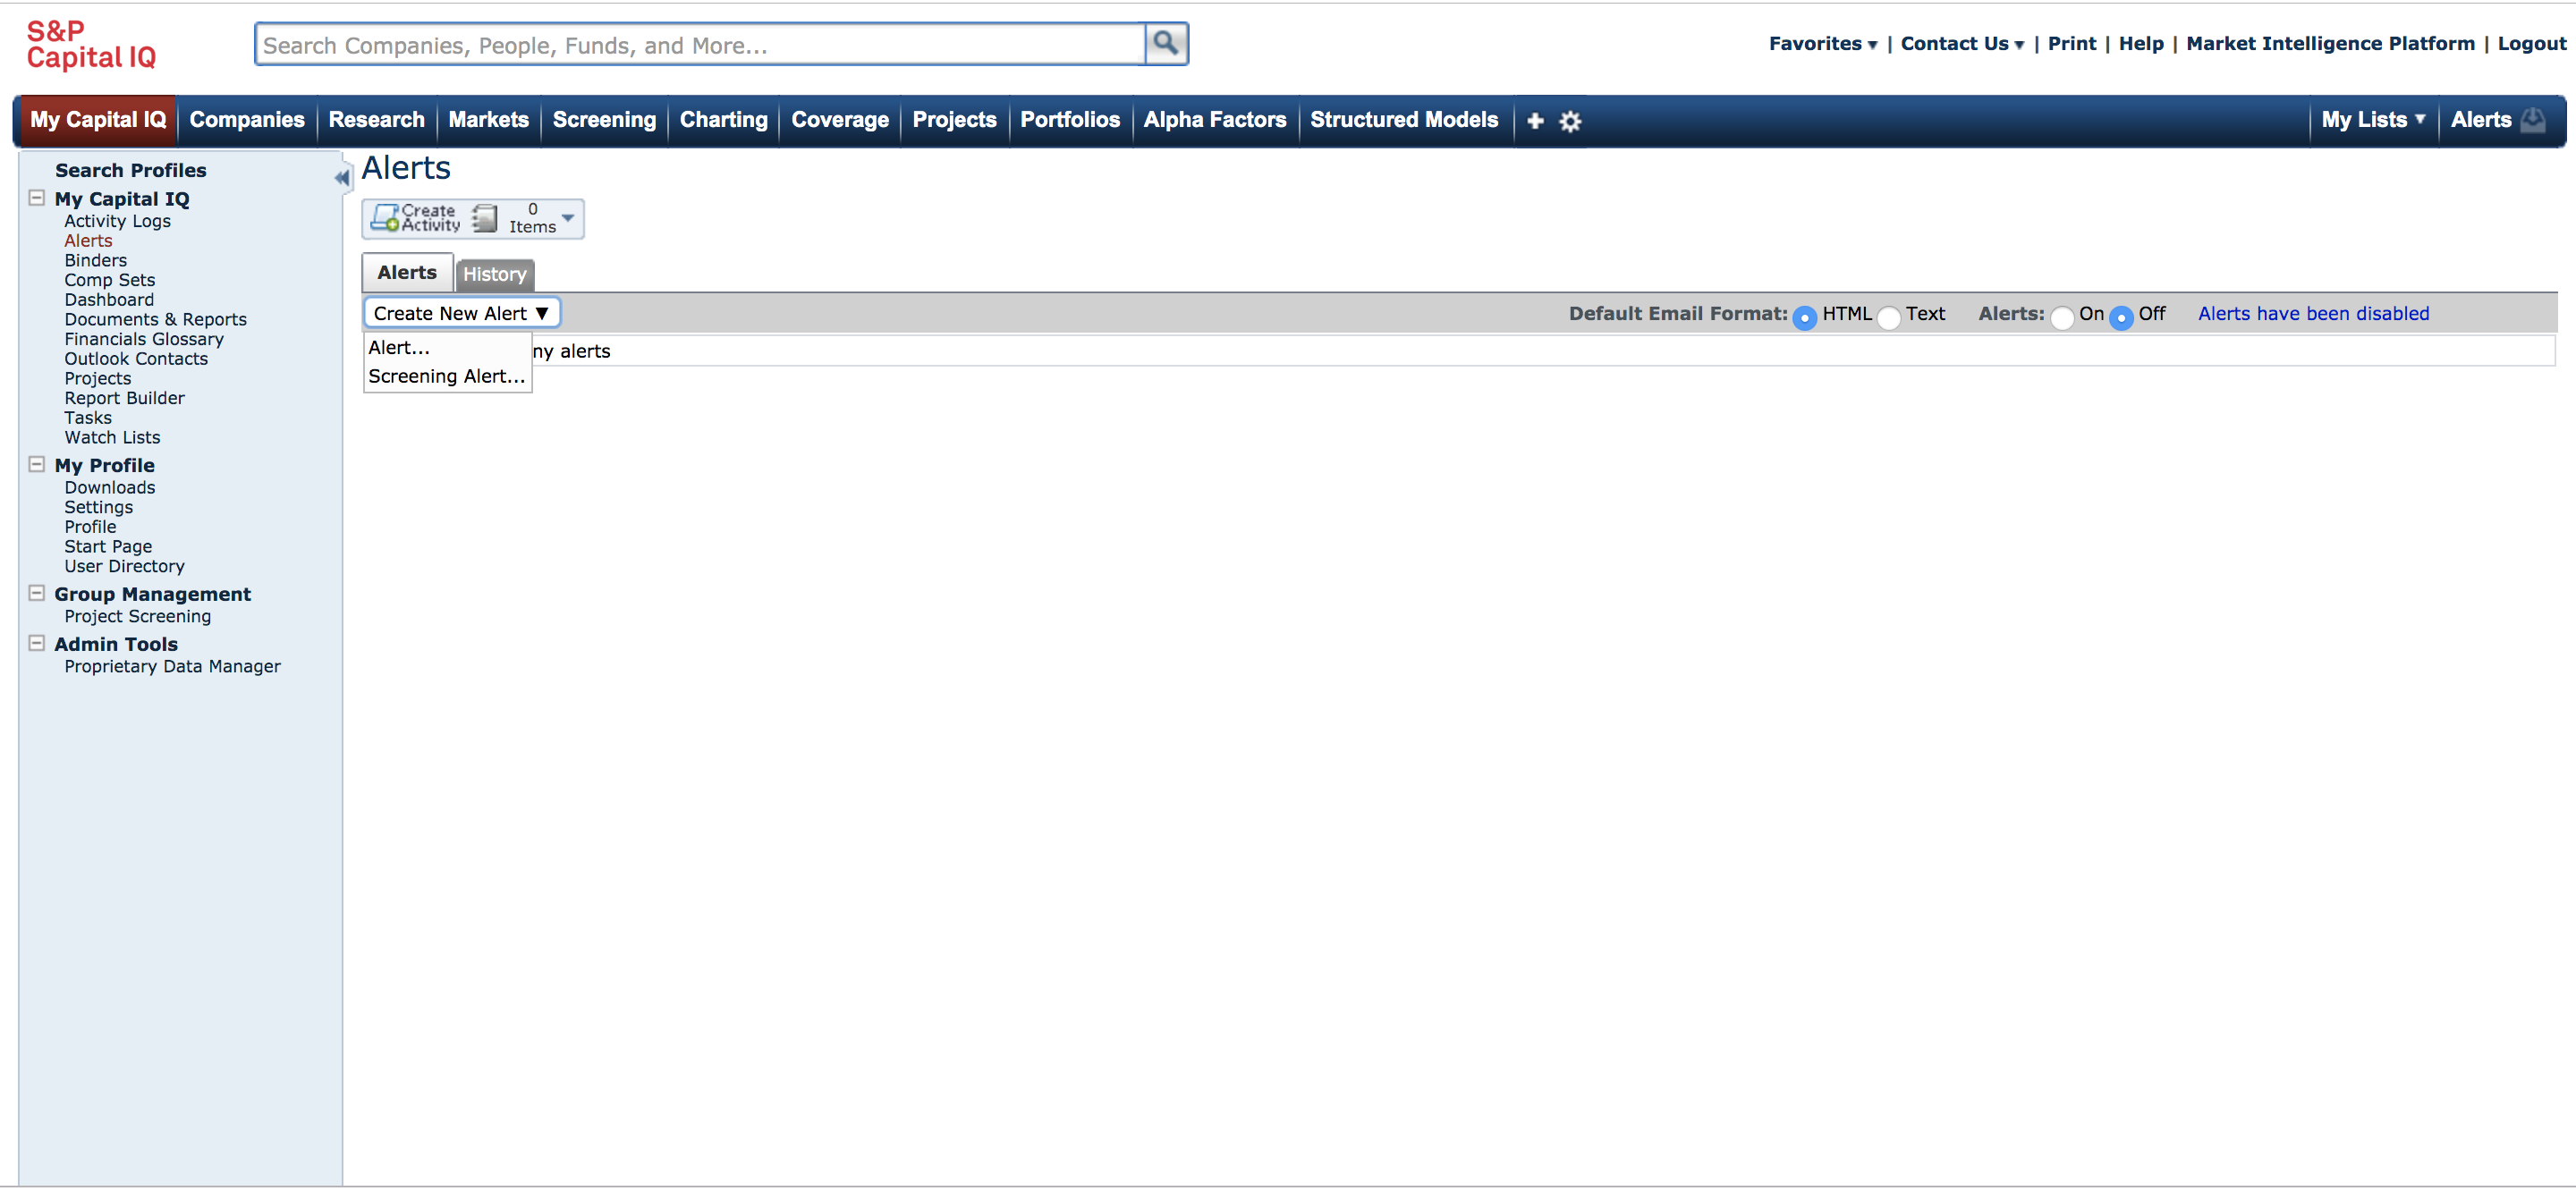 S&P
Capital IQ
Search Companies, People, Funds, and More...
Favorites ▼ | Contact Us ▼ | Print | Help | Market Intelligence Platform | Logout
My Capital IQ Companies Research Markets Screening Charting Coverage Projects Portfolios Alpha Factors Structured Models My Lists ▼ Alerts
Search Profiles
My Capital IQ
Activity Logs
Alerts
Binders
Comp Sets
Dashboard
Documents & Reports
Financials Glossary
Outlook Contacts
Projects
Report Builder
Tasks
Watch Lists
My Profile
Downloads
Settings
Profile
Start Page
User Directory
Group Management
Project Screening
Admin Tools
Proprietary Data Manager
Alerts
Create
Activity
0
Items
Alerts History
Create New Alert ▼ Default Email Format: HTML Text Alerts: On Off Alerts have been disabled
Alert...
ny alerts
Screening Alert...